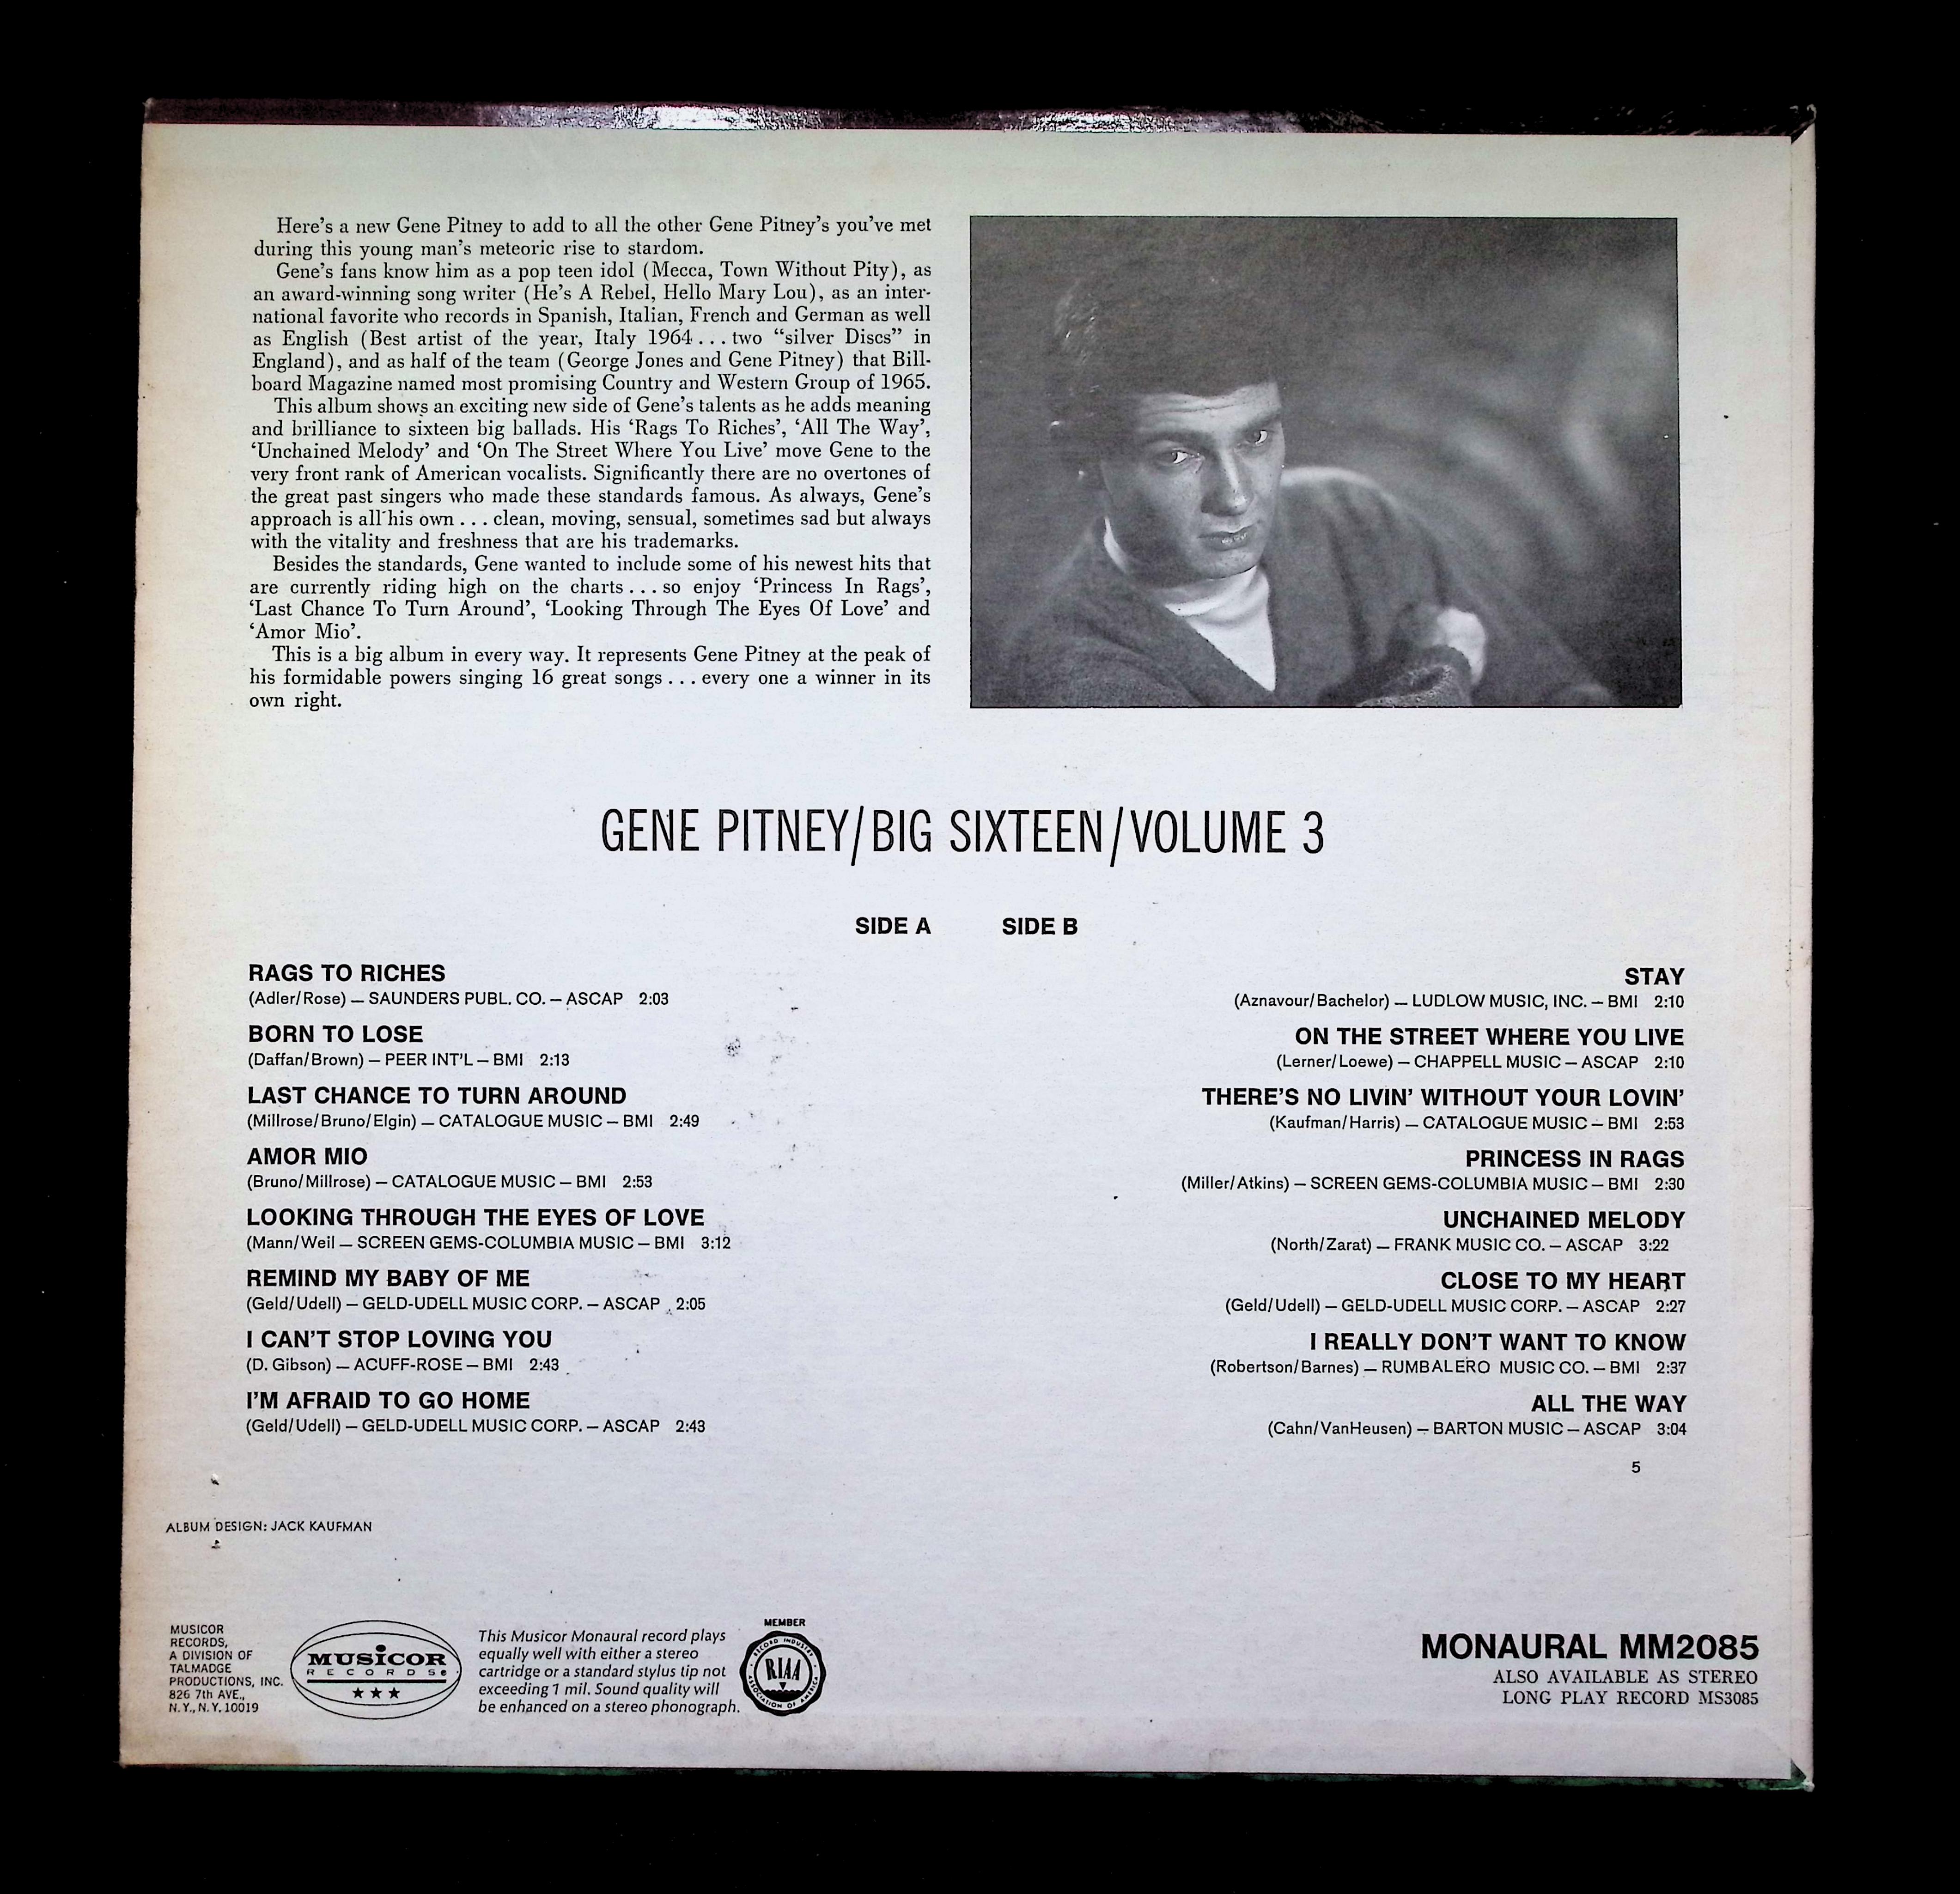 Here's a new Gene Pitney to add to all the other Gene Pitney's you've met
during this young man's meteoric rise to stardom.
Gene's fans know him as a pop teen idol (Mecca, Town Without Pity), as
an award-winning song writer (He's A Rebel, Hello Mary Lou), as an inter-
national favorite who records in Spanish, Italian, French and German as well
as English (Best artist of the year, Italy 1964 . . . two “silver Discs” in
England), and as half of the team (George Jones and Gene Pitney) that Bill-
board Magazine named most promising Country and Western Group of 1965.
This album shows an exciting new side of Gene's talents as he adds meaning
and brilliance to sixteen big ballads. His ‘Rags To Riches’, ‘All The Way’,
‘Unchained Melody’ and ‘On The Street Where You Live’ move Gene to the
very front rank of American vocalists. Significantly there are no overtones of
the great past singers who made these standards famous. As always, Gene's
approach is all his own . . . clean, moving, sensual, sometimes sad but always
with the vitality and freshness that are his trademarks.
Besides the standards, Gene wanted to include some of his newest hits that
are currently riding high on the charts . . . so enjoy ‘Princess In Rags’,
‘Last Chance To Turn Around’, ‘Looking Through The Eyes Of Love’ and
‘Amor Mio’.
This is a big album in every way. It represents Gene Pitney at the peak of
his formidable powers singing 16 great songs . . . every one a winner in its
own right.
GENE PITNEY/BIG SIXTEEN/VOLUME 3
SIDE A
RAGS TO RICHES
(Adler/Rose) — SAUNDERS PUBL. CO. — ASCAP 2:03
BORN TO LOSE
(Daffan/Brown) — PEER INT'L — BMI 2:13
LAST CHANCE TO TURN AROUND
(Millrose/Bruno/Elgin) — CATALOGUE MUSIC — BMI 2:49
AMOR MIO
(Bruno/Millrose) — CATALOGUE MUSIC — BMI 2:53
LOOKING THROUGH THE EYES OF LOVE
(Mann/Weil — SCREEN GEMS-COLUMBIA MUSIC — BMI 3:12
REMIND MY BABY OF ME
(Geld/Udell) — GELD-UDELL MUSIC CORP. — ASCAP 2:05
I CAN'T STOP LOVING YOU
(D. Gibson) — ACUFF-ROSE — BMI 2:43
I'M AFRAID TO GO HOME
(Geld/Udell) — GELD-UDELL MUSIC CORP. — ASCAP 2:43
SIDE B
STAY
(Aznavour/Bachelor) — LUDLOW MUSIC, INC. — BMI 2:10
ON THE STREET WHERE YOU LIVE
(Lerner/Loewe) — CHAPPELL MUSIC — ASCAP 2:10
THERE'S NO LIVIN' WITHOUT YOUR LOVIN'
(Kaufman/Harris) — CATALOGUE MUSIC — BMI 2:53
PRINCESS IN RAGS
(Miller/Atkins) — SCREEN GEMS-COLUMBIA MUSIC — BMI 2:30
UNCHAINED MELODY
(North/Zarat) — FRANK MUSIC CO. — ASCAP 3:22
CLOSE TO MY HEART
(Geld/Udell) — GELD-UDELL MUSIC CORP. — ASCAP 2:27
I REALLY DON'T WANT TO KNOW
(Robertson/Barnes) — RUMBALERO MUSIC CO. — BMI 2:37
ALL THE WAY
(Cahn/VanHeusen) — BARTON MUSIC — ASCAP 3:04
5
ALBUM DESIGN: JACK KAUFMAN
MUSICOR
RECORDS,
A DIVISION OF
TALMADGE
PRODUCTIONS, INC.
826 7th AVE.,
N.Y., N.Y. 10019
MUSICOR
RECORDS®
This Musicor Monaural record plays
equally well with either a stereo
cartridge or a standard stylus tip not
exceeding 1 mil. Sound quality will
be enhanced on a stereo phonograph.
MEMBER
RECORD INDUSTRY
RIAA
ASSOCIATION OF AMERICA
MONAURAL MM2085
ALSO AVAILABLE AS STEREO
LONG PLAY RECORD MS3085